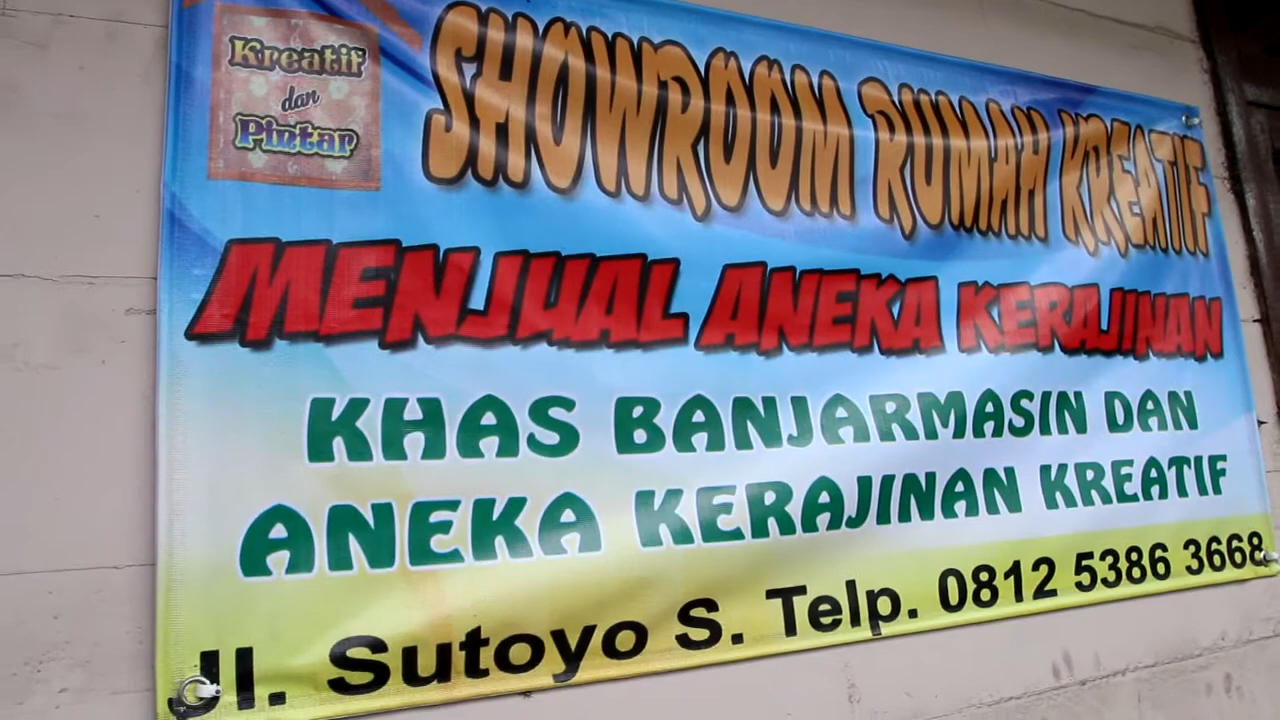 Kreatif
dan
Pintar
SHOWROOM RUMAH KREATIF
MENJUAL ANEKA KERAJINAN
KHAS BANJARMASIN DAN
ANEKA KERAJINAN KREATIF
Jl. Sutoyo S. Telp. 0812 5386 3668